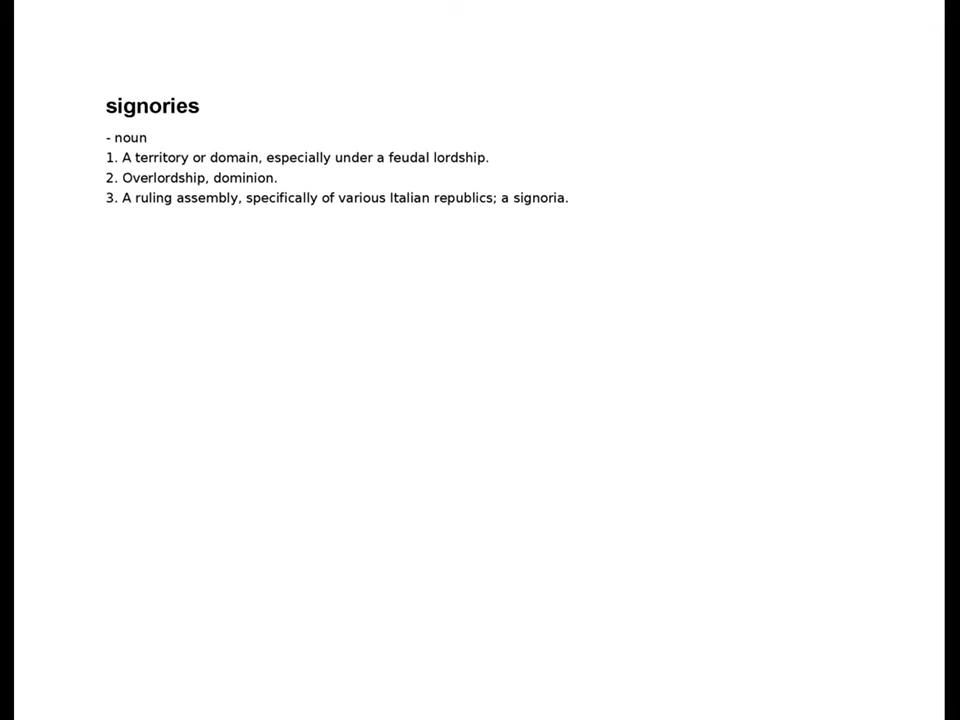 signories
- noun
1. A territory or domain, especially under a feudal lordship.
2. Overlordship, dominion.
3. A ruling assembly, specifically of various Italian republics; a signoria.